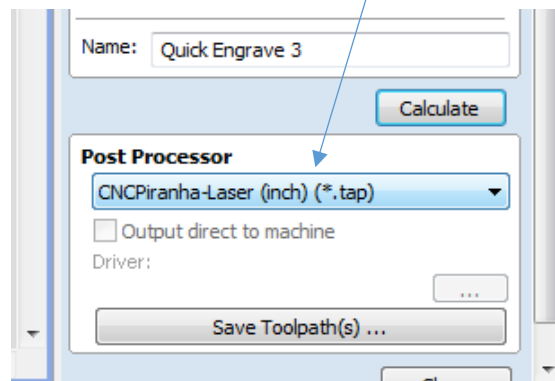 Name: Quick Engrave 3
Calculate
Post Processor
CNCPiranha-Laser (inch) (*.tap)
Output direct to machine
Driver:
...
Save Toolpath(s) ...